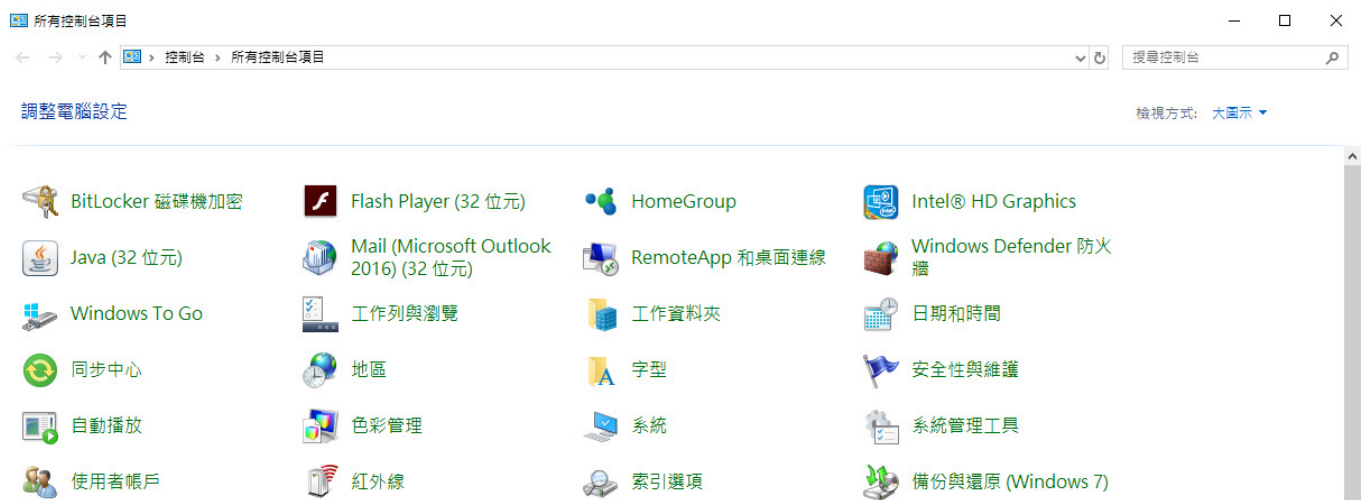 所有控制台項目
控制台 › 所有控制台項目
搜尋控制台
調整電腦設定
檢視方式: 大圖示
BitLocker 磁碟機加密
Flash Player (32 位元)
HomeGroup
Intel® HD Graphics
Java (32 位元)
Mail (Microsoft Outlook
2016) (32 位元)
RemoteApp 和桌面連線
Windows Defender 防火
牆
Windows To Go
工作列與瀏覽
工作資料夾
日期和時間
同步中心
地區
字型
安全性與維護
自動播放
色彩管理
系統
系統管理工具
使用者帳戶
紅外線
索引選項
備份與還原 (Windows 7)